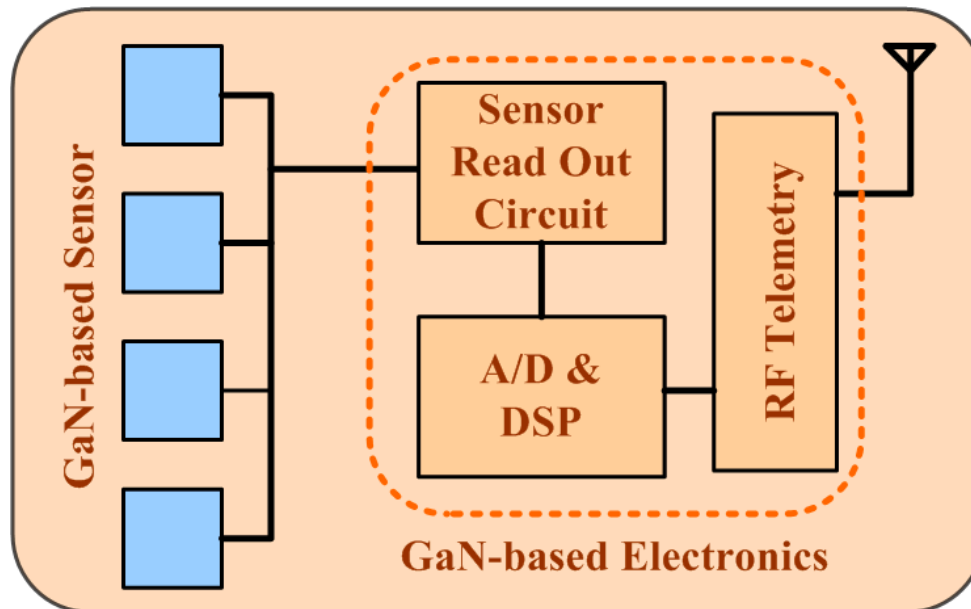 GaN-based Sensor
Sensor
Read Out
Circuit
A/D &
DSP
RF Telemetry
GaN-based Electronics